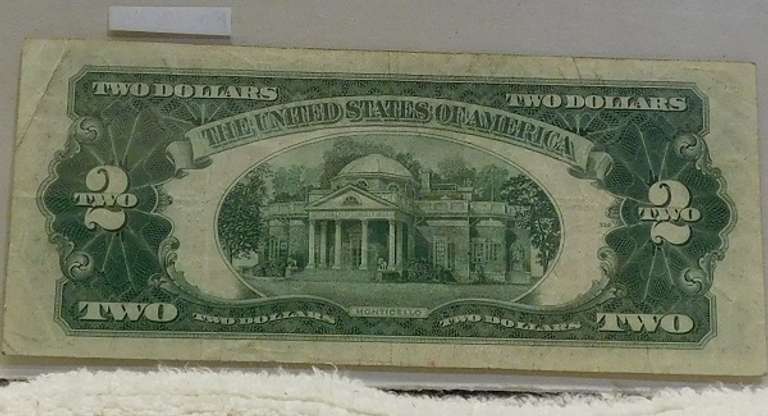 TWO DOLLARS TWO DOLLARS
THE UNITED STATES OF AMERICA
2 2
TWO TWO
TWO TWO DOLLARS MONTICELLO TWO DOLLARS TWO